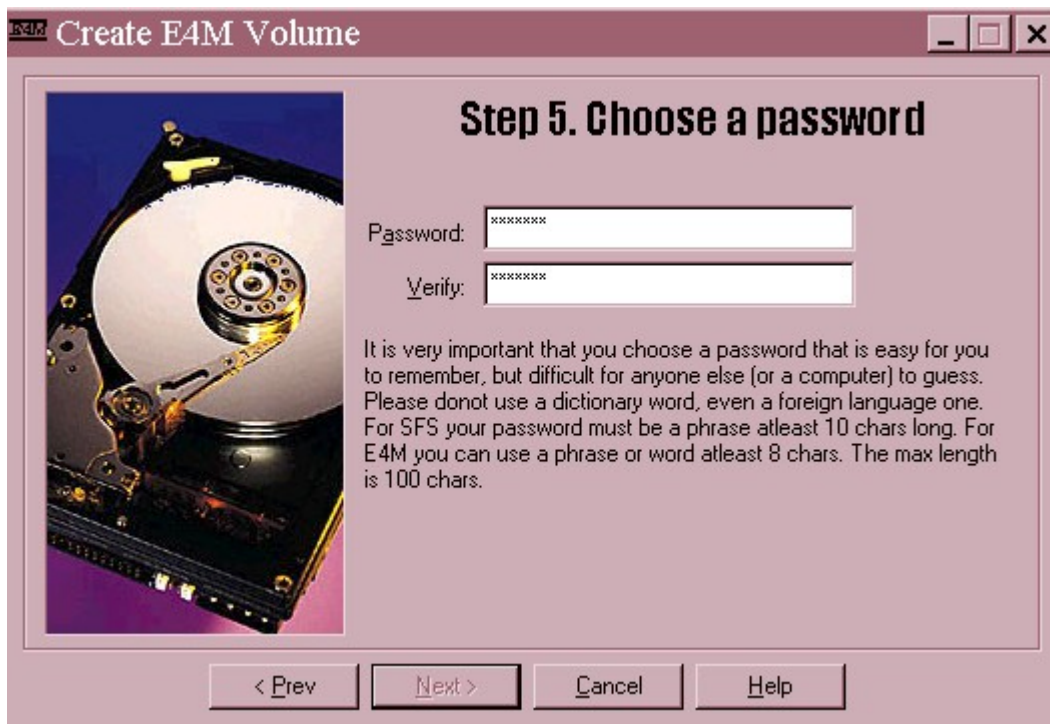 E4M Create E4M Volume
Step 5. Choose a password
Password: *******
Verify: *******
It is very important that you choose a password that is easy for you
to remember, but difficult for anyone else (or a computer) to guess.
Please donot use a dictionary word, even a foreign language one.
For SFS your password must be a phrase atleast 10 chars long. For
E4M you can use a phrase or word atleast 8 chars. The max length
is 100 chars.
< Prev Next > Cancel Help